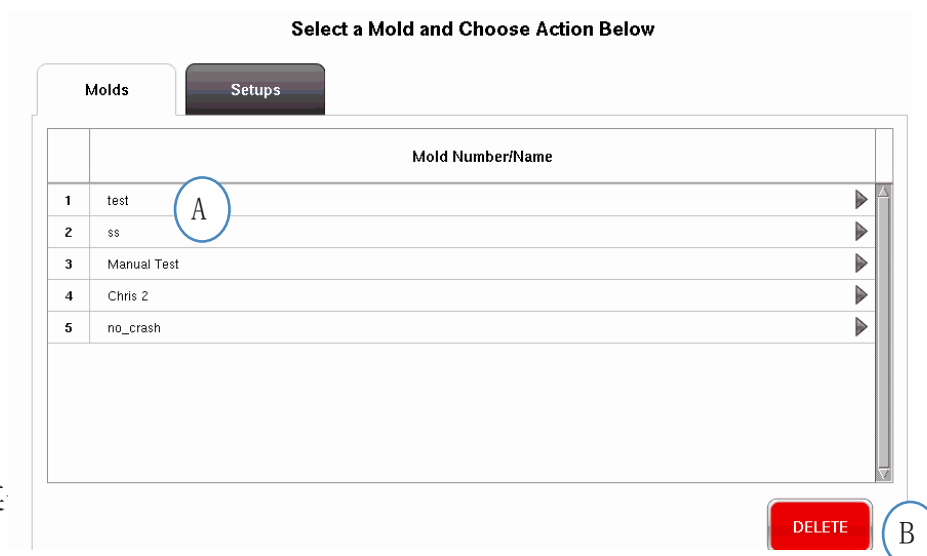 Select a Mold and Choose Action Below
Molds Setups
Mold Number/Name
1 test A
2 ss
3 Manual Test
4 Chris 2
5 no_crash
DELETE B